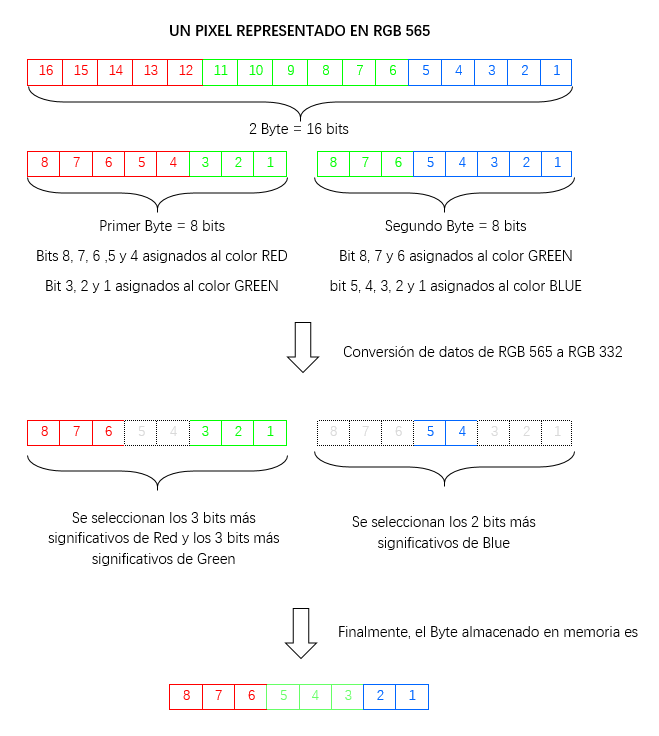 UN PIXEL REPRESENTADO EN RGB 565
16 15 14 13 12 11 10 9 8 7 6 5 4 3 2 1
2 Byte = 16 bits
8 7 6 5 4 3 2 1 8 7 6 5 4 3 2 1
Primer Byte = 8 bits
Segundo Byte = 8 bits
Bits 8, 7, 6 ,5 y 4 asignados al color RED
Bit 8, 7 y 6 asignados al color GREEN
Bit 3, 2 y 1 asignados al color GREEN
bit 5, 4, 3, 2 y 1 asignados al color BLUE
Conversión de datos de RGB 565 a RGB 332
8 7 6 5 4 3 2 1 8 7 6 5 4 3 2 1
Se seleccionan los 3 bits más
significativos de Red y los 3 bits más
significativos de Green
Se seleccionan los 2 bits más
significativos de Blue
Finalmente, el Byte almacenado en memoria es
8 7 6 5 4 3 2 1